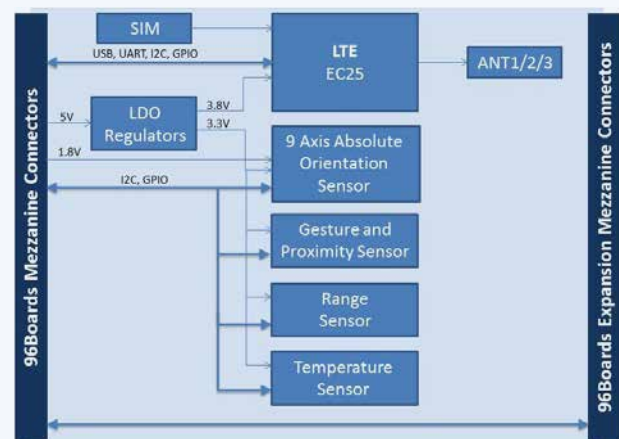 SIM
USB, UART, I2C, GPIO
LTE
EC25
ANT1/2/3
5V
LDO
Regulators
3.8V
3.3V
1.8V
9 Axis Absolute
Orientation
Sensor
I2C, GPIO
Gesture and
Proximity Sensor
Range
Sensor
Temperature
Sensor
96Boards Mezzanine Connectors
96Boards Expansion Mezzanine Connectors